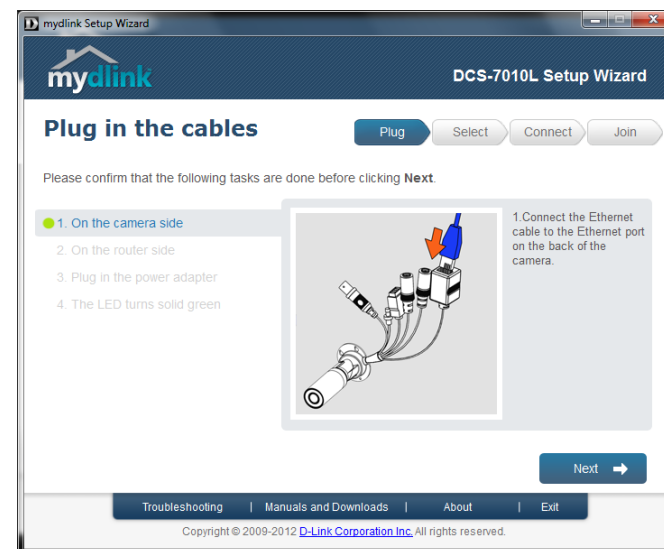 mydlink Setup Wizard
mydlink
DCS-7010L Setup Wizard
Plug in the cables
Plug
Select
Connect
Join
Please confirm that the following tasks are done before clicking Next.
1. On the camera side
2. On the router side
3. Plug in the power adapter
4. The LED turns solid green
1.Connect the Ethernet
cable to the Ethernet port
on the back of the
camera.
Next
Troubleshooting | Manuals and Downloads | About | Exit
Copyright © 2009-2012 D-Link Corporation Inc. All rights reserved.